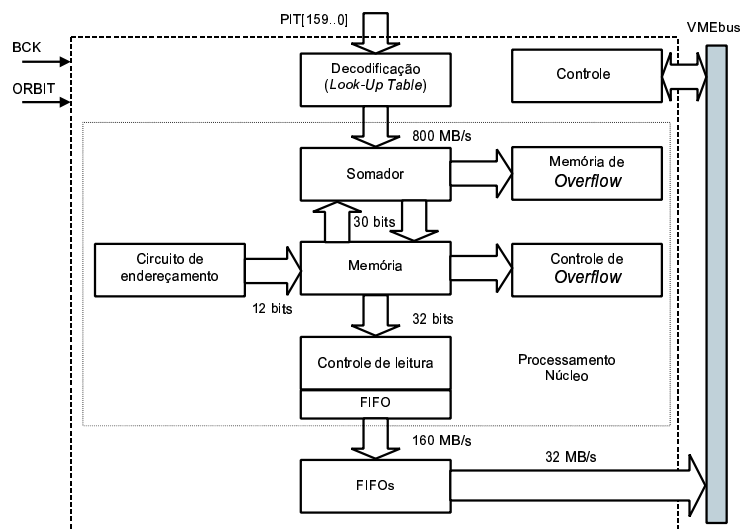 PIT[159..0]
VMEbus
BCK
ORBIT
Decodificação
(Look-Up Table)
Controle
800 MB/s
Somador
Memória de
Overflow
30 bits
Circuito de
endereçamento
Memória
Controle de
Overflow
12 bits
32 bits
Controle de leitura
FIFO
Processamento
Núcleo
160 MB/s
32 MB/s
FIFOs